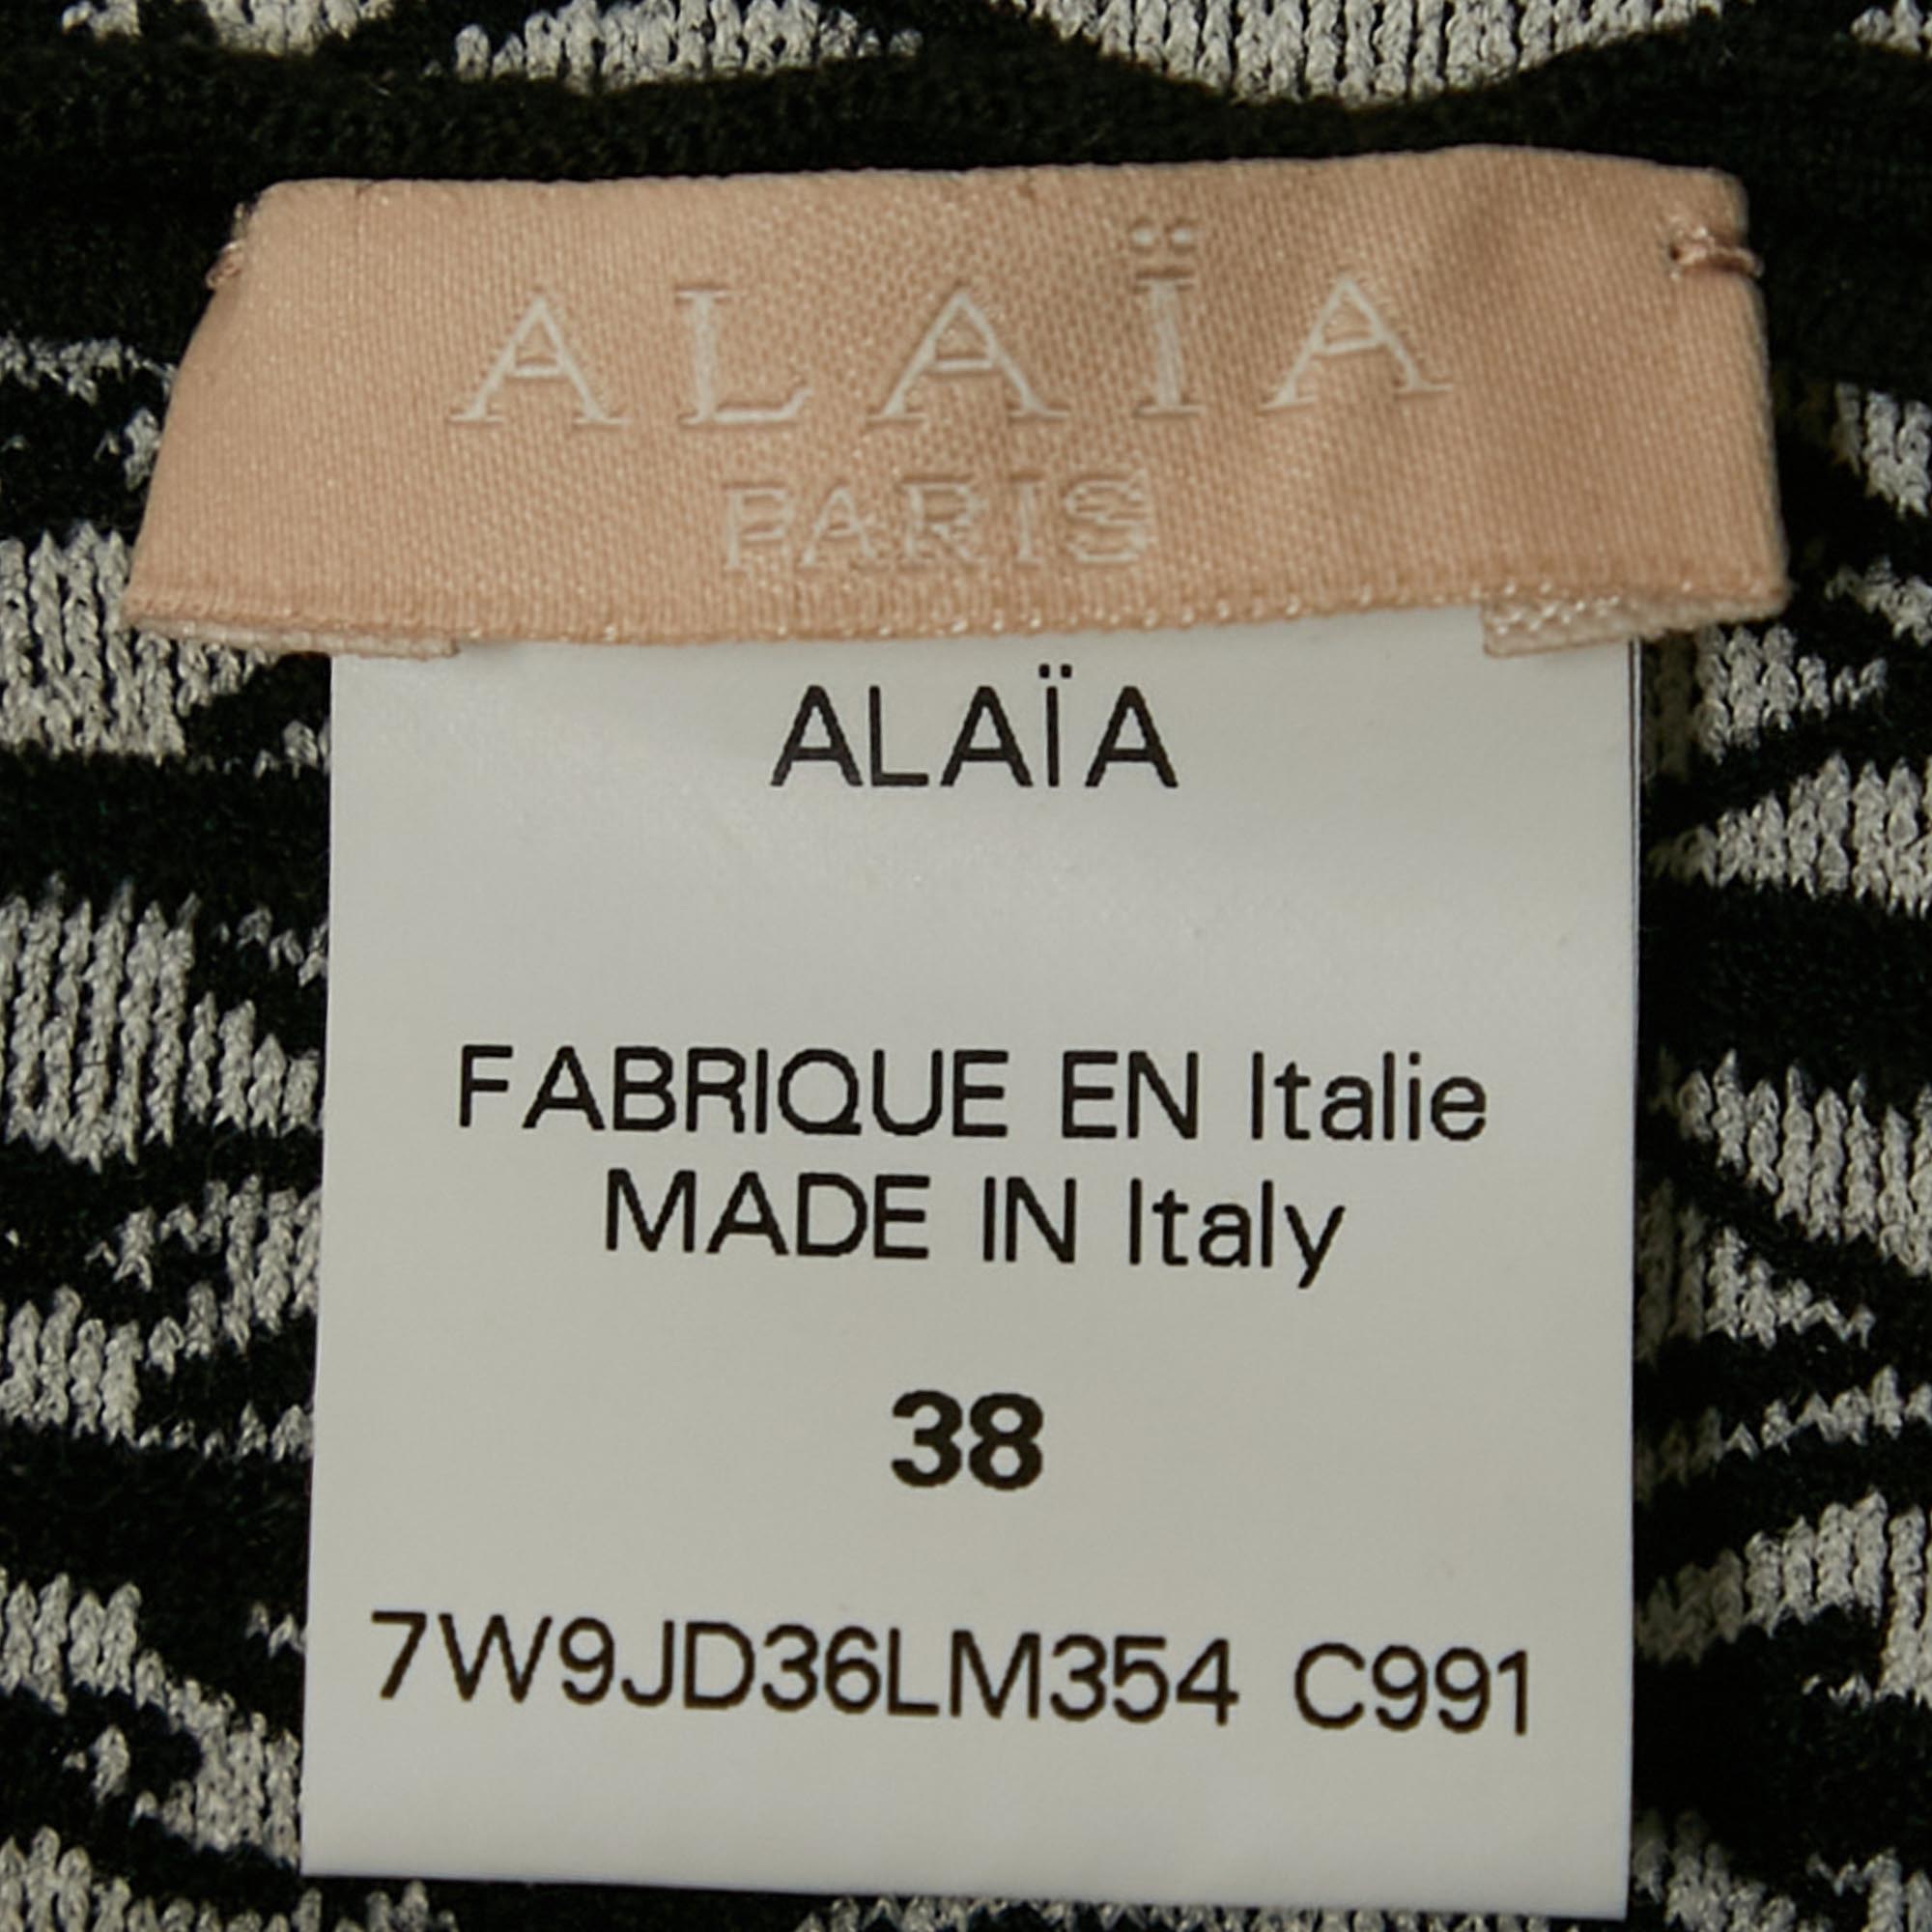 ALAÏA
PARIS
ALAÏA
FABRIQUE EN Italie
MADE IN Italy
38
7W9JD36LM354 C991